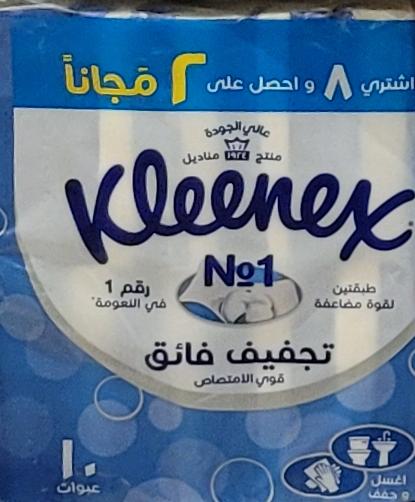 اشتري ٨ و احصل على ٢ مَجاناً
عالي الجودة
منتج ١٩٢٤ مناديل
Kleenex
№1
رقم 1
في النعومة*
طبقتين
لقوة مضاعفة
تجفيف فائق
قوي الامتصاص
١٠
عبوات
اغسل
و جفف